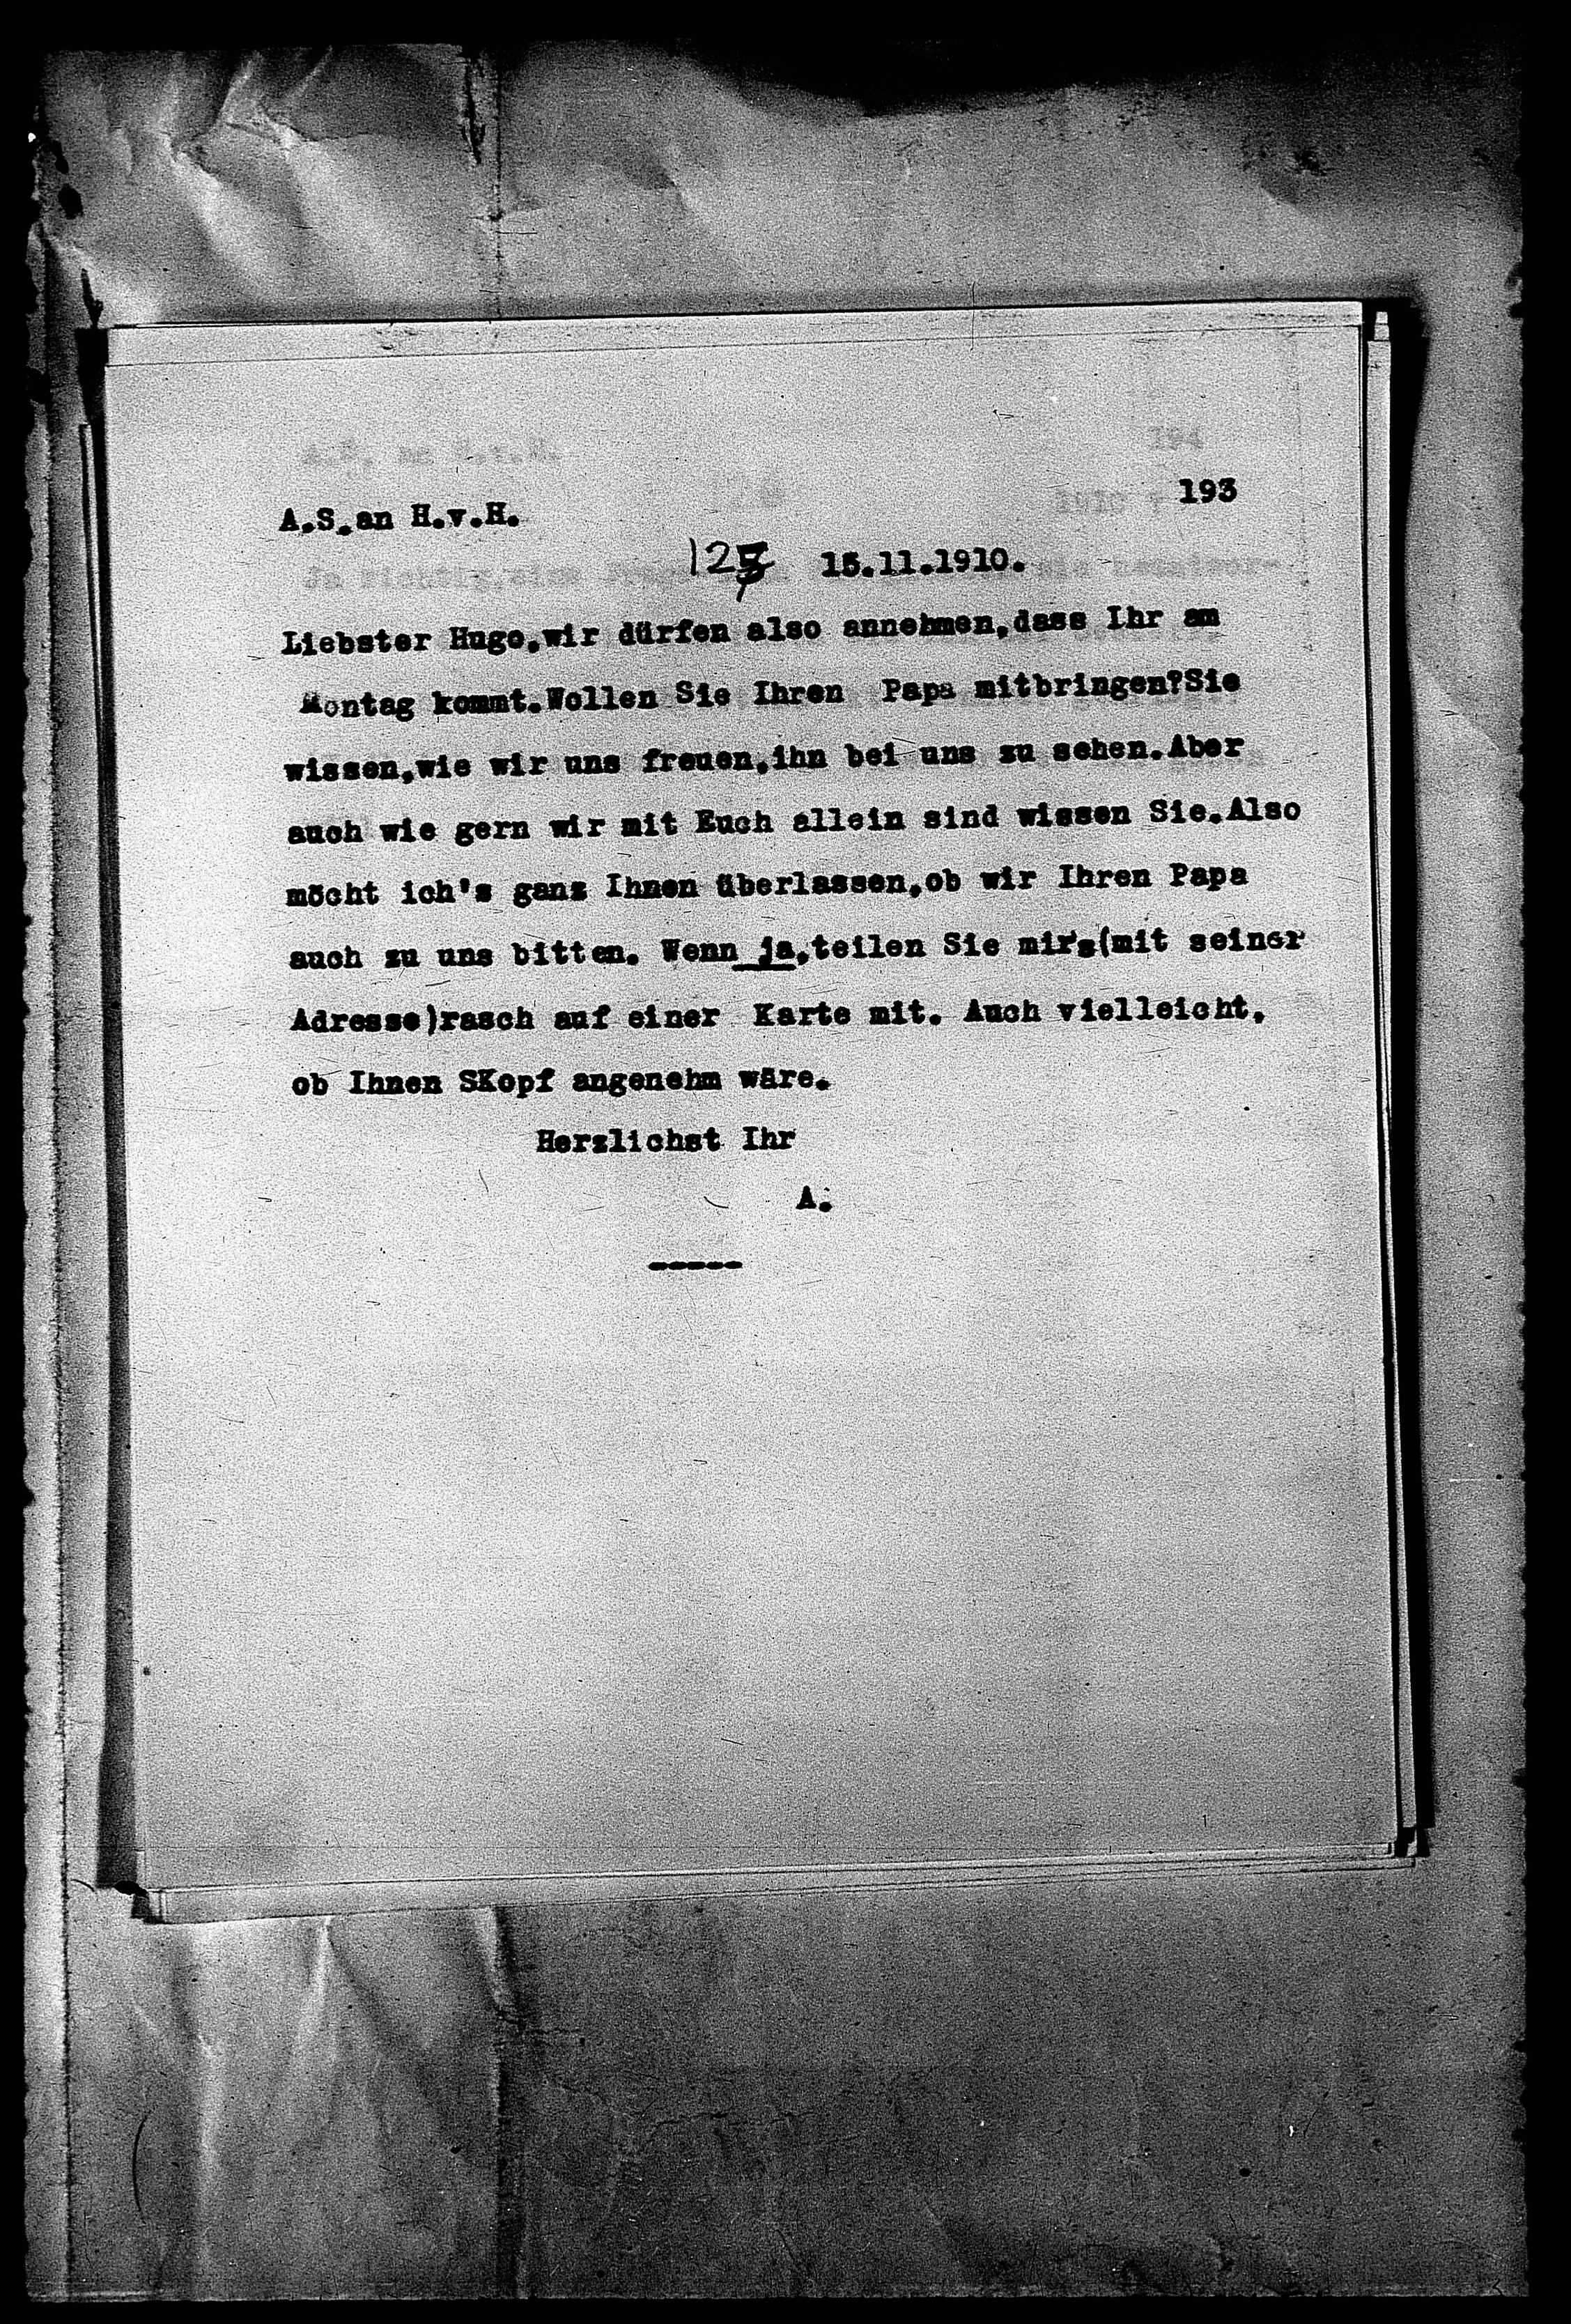 193
A.S.an H.v.H.
15.11.1910.
Liebster Hugo,wir dürfen also annehmen,dass Ihr am
Montag kommt.Wollen Sie Ihren Papa mitbringen?Sie
wissen,wie wir uns freuen,ihn bei uns zu sehen.Aber
auch wie gern wir mit Euch allein sind wissen Sie.Also
möcht ich's ganz Ihnen überlassen,ob wir Ihren Papa
auch zu uns bitten. Wenn ja,teilen Sie mir's(mit seiner
Adresse)rasch auf einer Karte mit. Auch vielleicht,
ob Ihnen SKopf angenehm wäre.
Herzlichst Ihr
A.
-----